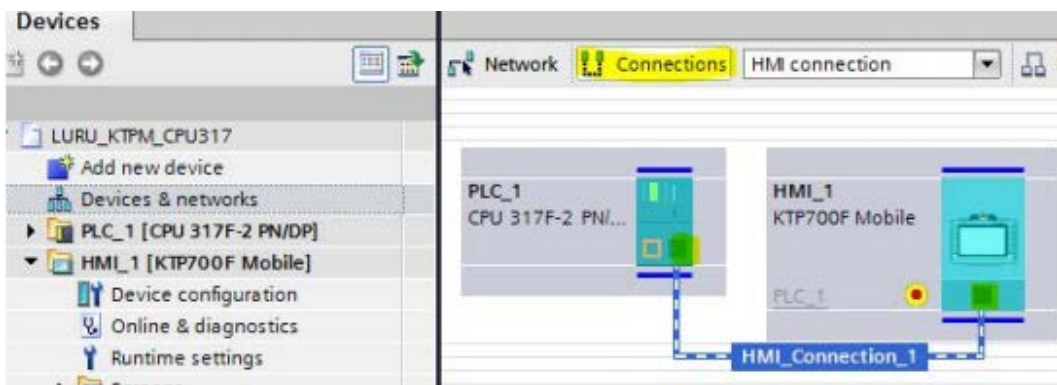 Devices
Network Connections HMI connection
LURU_KTPM_CPU317
Add new device
Devices & networks
PLC_1 [CPU 317F-2 PN/DP]
HMI_1 [KTP700F Mobile]
Device configuration
Online & diagnostics
Runtime settings
PLC_1
CPU 317F-2 PN/...
HMI_1
KTP700F Mobile
PLC_1
HMI_Connection_1